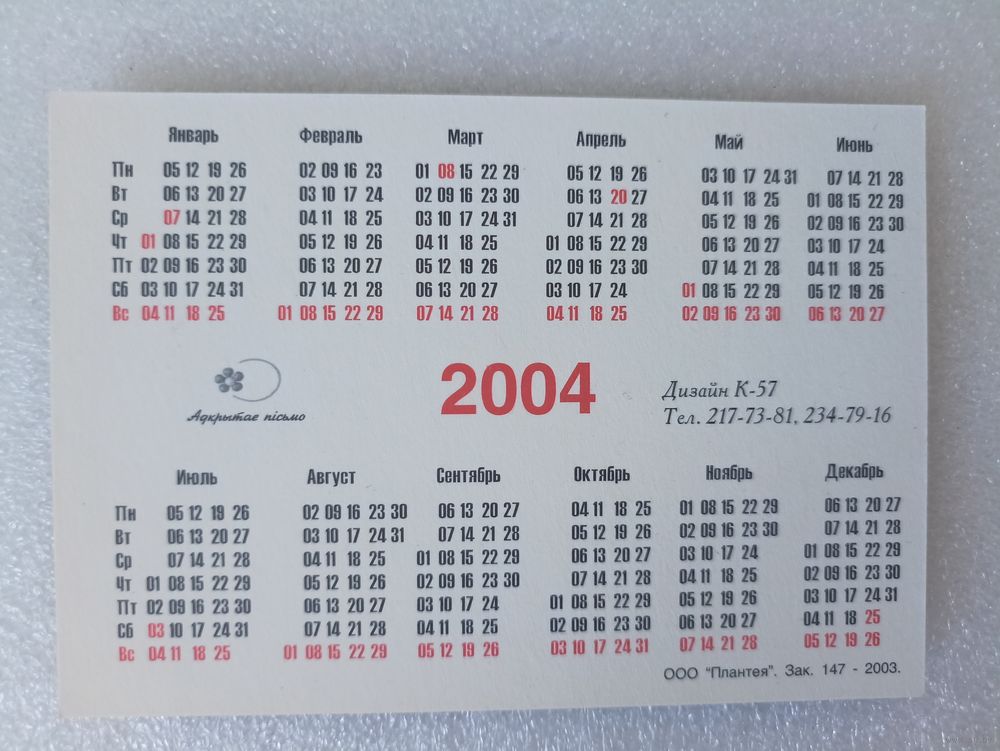 Январь Февраль Март Апрель Май Июнь
Пн 05 12 19 26 02 09 16 23 01 08 15 22 29 05 12 19 26 03 10 17 24 31 07 14 21 28
Вт 06 13 20 27 03 10 17 24 02 09 16 23 30 06 13 20 27 04 11 18 25 01 08 15 22 29
Ср 07 14 21 28 04 11 18 25 03 10 17 24 31 07 14 21 28 05 12 19 26 02 09 16 23 30
Чт 01 08 15 22 29 05 12 19 26 04 11 18 25 01 08 15 22 29 06 13 20 27 03 10 17 24
Пт 02 09 16 23 30 06 13 20 27 05 12 19 26 02 09 16 23 30 07 14 21 28 04 11 18 25
Сб 03 10 17 24 31 07 14 21 28 06 13 20 27 03 10 17 24 01 08 15 22 29 05 12 19 26
Вс 04 11 18 25 01 08 15 22 29 07 14 21 28 04 11 18 25 02 09 16 23 30 06 13 20 27
2004
Адкрытае пісьмо
Дизайн К-57
Тел. 217-73-81, 234-79-16
Июль Август Сентябрь Октябрь Ноябрь Декабрь
Пн 05 12 19 26 02 09 16 23 30 06 13 20 27 04 11 18 25 01 08 15 22 29 06 13 20 27
Вт 06 13 20 27 03 10 17 24 31 07 14 21 28 05 12 19 26 02 09 16 23 30 07 14 21 28
Ср 07 14 21 28 04 11 18 25 01 08 15 22 29 06 13 20 27 03 10 17 24 01 08 15 22 29
Чт 01 08 15 22 29 05 12 19 26 02 09 16 23 30 07 14 21 28 04 11 18 25 02 09 16 23 30
Пт 02 09 16 23 30 06 13 20 27 03 10 17 24 01 08 15 22 29 05 12 19 26 03 10 17 24 31
Сб 03 10 17 24 31 07 14 21 28 04 11 18 25 02 09 16 23 30 06 13 20 27 04 11 18 25
Вс 04 11 18 25 01 08 15 22 29 05 12 19 26 03 10 17 24 31 07 14 21 28 05 12 19 26
ООО "Плантея". Зак. 147 - 2003.